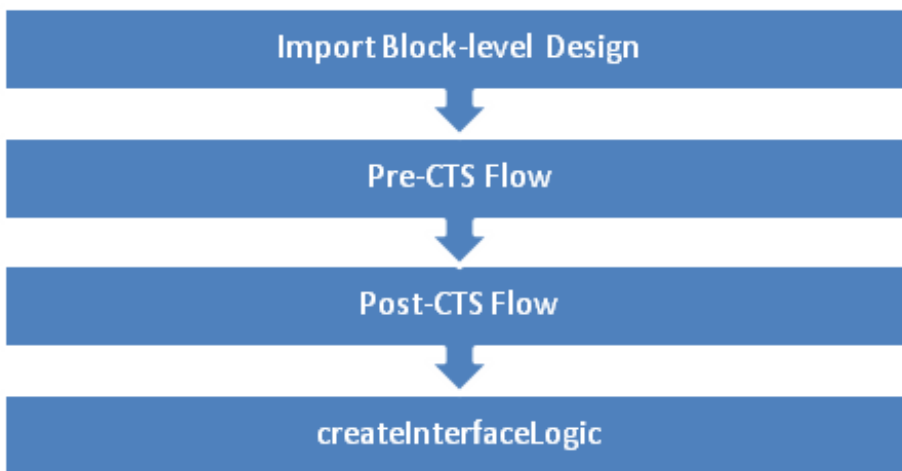 Import Block-level Design
Pre-CTS Flow
Post-CTS Flow
createInterfaceLogic